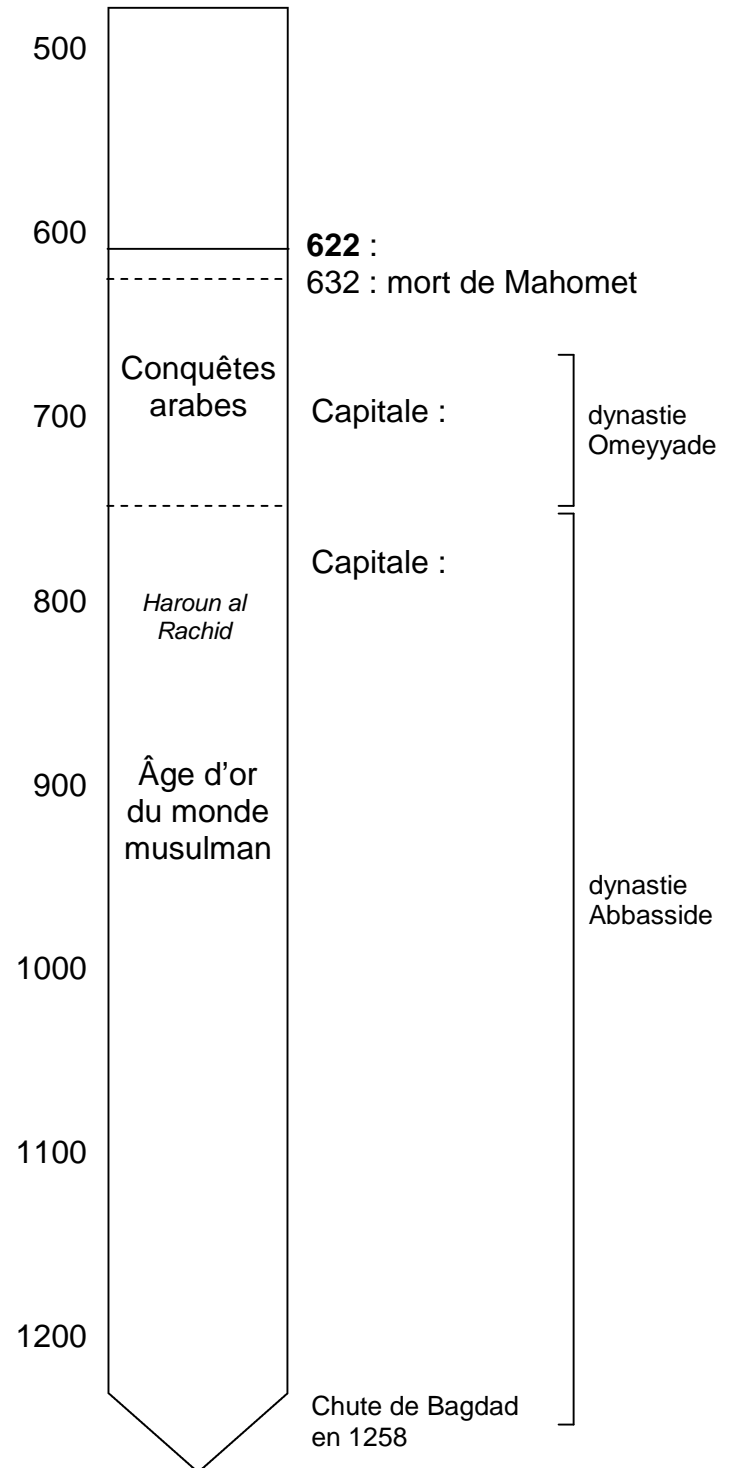 500
600
622 :
632 : mort de Mahomet
Conquêtes
arabes
700
Capitale :
dynastie
Omeyyade
Capitale :
800
Haroun al
Rachid
900
Âge d’or
du monde
musulman
dynastie
Abbasside
1000
1100
1200
Chute de Bagdad
en 1258